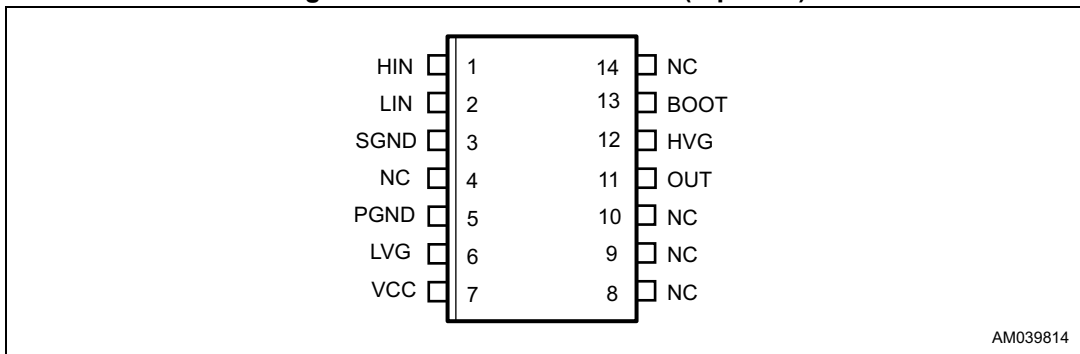 HIN 1 14 NC
LIN 2 13 BOOT
SGND 3 12 HVG
NC 4 11 OUT
PGND 5 10 NC
LVG 6 9 NC
VCC 7 8 NC
AM039814